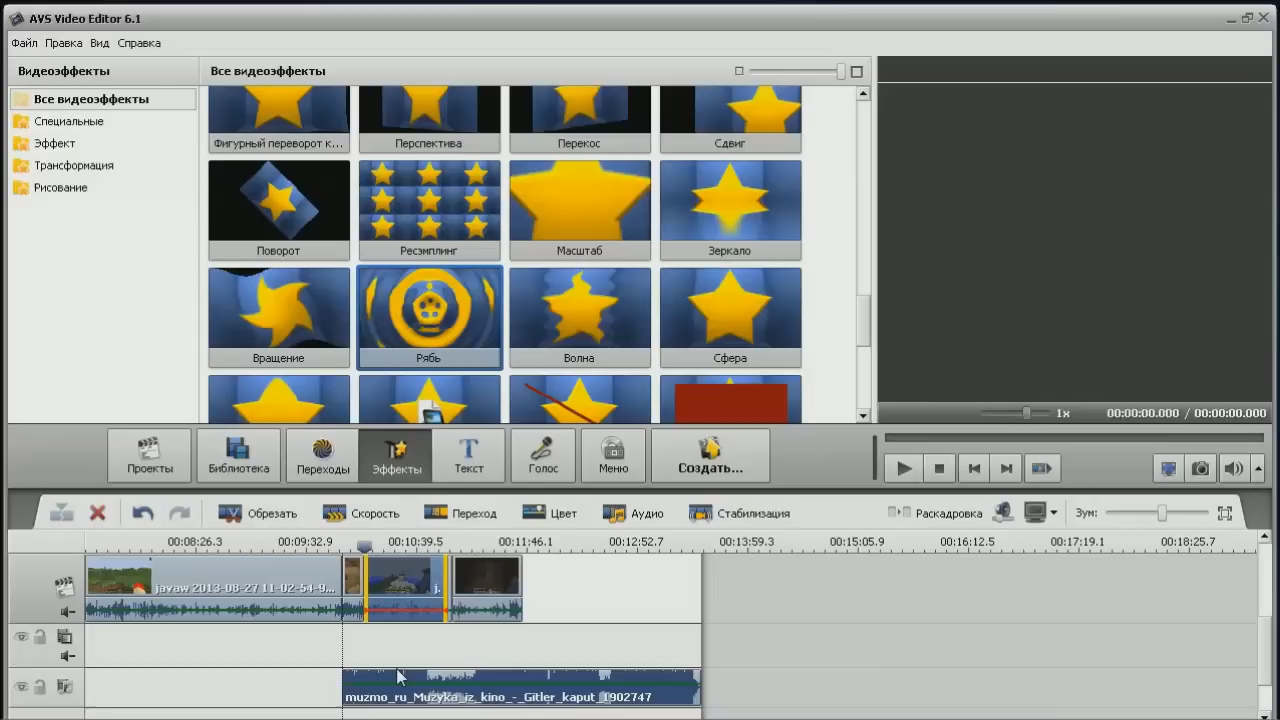 AVS Video Editor 6.1
Файл Правка Вид Справка
Видеоэффекты
Все видеоэффекты
Все видеоэффекты
Специальные
Эффект
Трансформация
Рисование
Фигурный переворот к...
Перспектива
Перекос
Сдвиг
Поворот
Ресэмплинг
Масштаб
Зеркало
Вращение
Рябь
Волна
Сфера
1x
00:00:00.000 / 00:00:00.000
Проекты
Библиотека
Переходы
Эффекты
Текст
Голос
Меню
Создать...
Обрезать
Скорость
Переход
Цвет
Аудио
Стабилизация
Раскадровка
Зум:
00:08:26.3 00:09:32.9 00:10:39.5 00:11:46.1 00:12:52.7 00:13:59.3 00:15:05.9 00:16:12.5 00:17:19.1 00:18:25.7
javaw 2013-08-27 11-02-54-9...
j.
muzmo_ru_Muzyka_iz_kino_-_Gitler_kaput_1902747